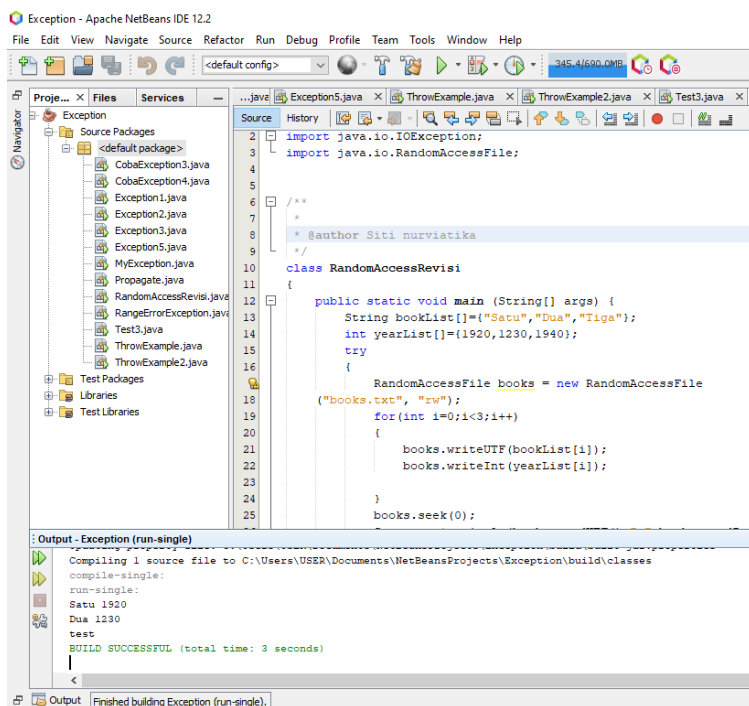 Exception - Apache NetBeans IDE 12.2
File Edit View Navigate Source Refactor Run Debug Profile Team Tools Window Help
<default config>
345.4/690.0MB
Proje... Files Services
...java Exception5.java ThrowExample.java ThrowExample2.java Test3.java
Navigator
Source History
Exception
Source Packages
<default package>
CobaException3.java
CobaException4.java
Exception1.java
Exception2.java
Exception3.java
Exception5.java
MyException.java
Propagate.java
RandomAccessRevisi.java
RangeErrorException.java
Test3.java
ThrowExample.java
ThrowExample2.java
Test Packages
Libraries
Test Libraries
2 import java.io.IOException;
3 import java.io.RandomAccessFile;
4
5
6 /**
7 *
8 * @author Siti nurviatika
9 */
10 class RandomAccessRevisi
11 {
12 public static void main (String[] args) {
13 String bookList[]={"Satu","Dua","Tiga"};
14 int yearList[]={1920,1230,1940};
15 try
16 {
RandomAccessFile books = new RandomAccessFile
18 ("books.txt", "rw");
19 for(int i=0;i<3;i++)
20 {
21 books.writeUTF(bookList[i]);
22 books.writeInt(yearList[i]);
23
24 }
25 books.seek(0);
Output - Exception (run-single)
Compiling 1 source file to C:\Users\USER\Documents\NetBeansProjects\Exception\build\classes
compile-single:
run-single:
Satu 1920
Dua 1230
test
BUILD SUCCESSFUL (total time: 3 seconds)
Output Finished building Exception (run-single).